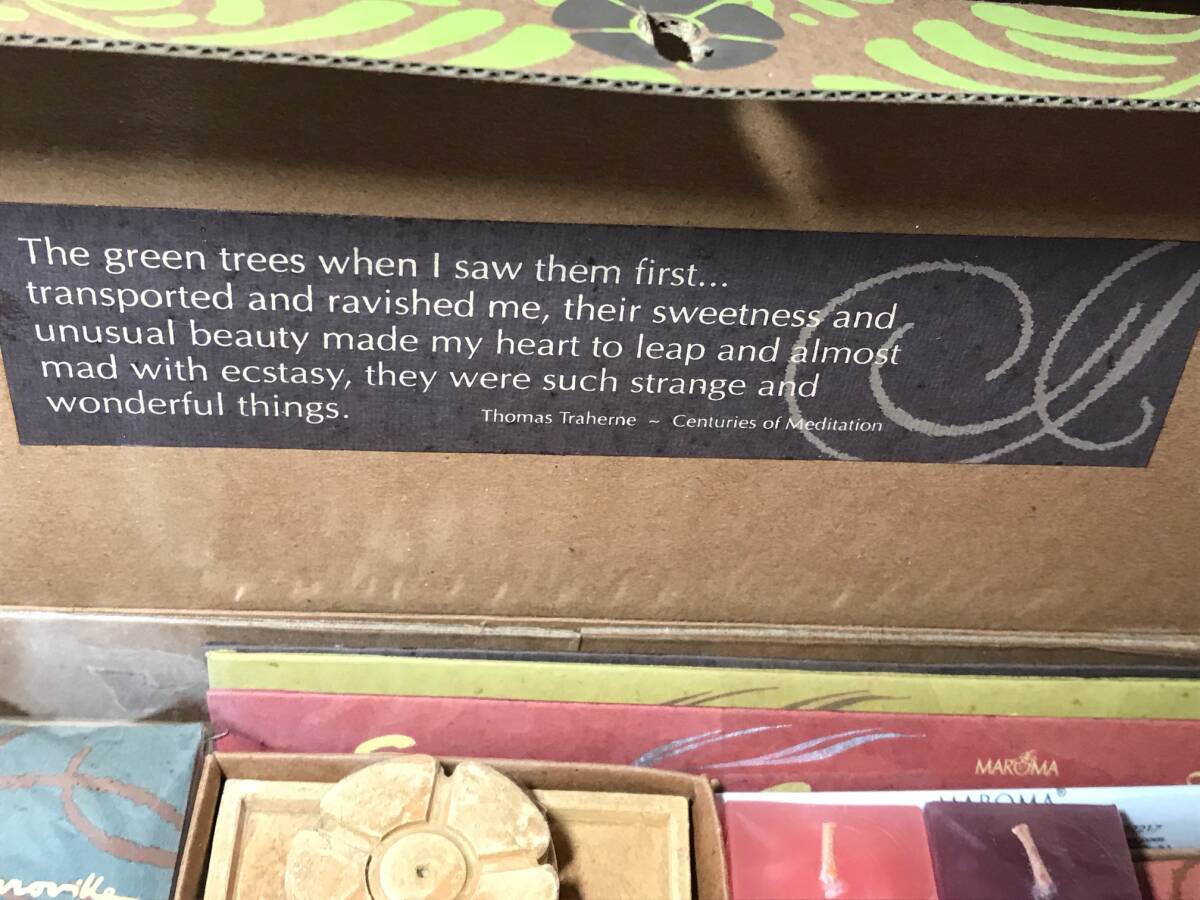 The green trees when I saw them first...
transported and ravished me, their sweetness and
unusual beauty made my heart to leap and almost
mad with ecstasy, they were such strange and
wonderful things.
Thomas Traherne ~ Centuries of Meditation
MAROMA
MAROMA®